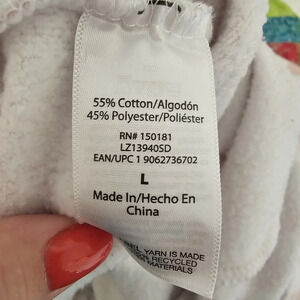 55% Cotton/Algodón
45% Polyester/Poliéster
RN# 150181
LZ13940SD
EAN/UPC 1 9062736702
L
Made In/Hecho En
China
YARN IS MADE
RECYCLED
MATERIALS